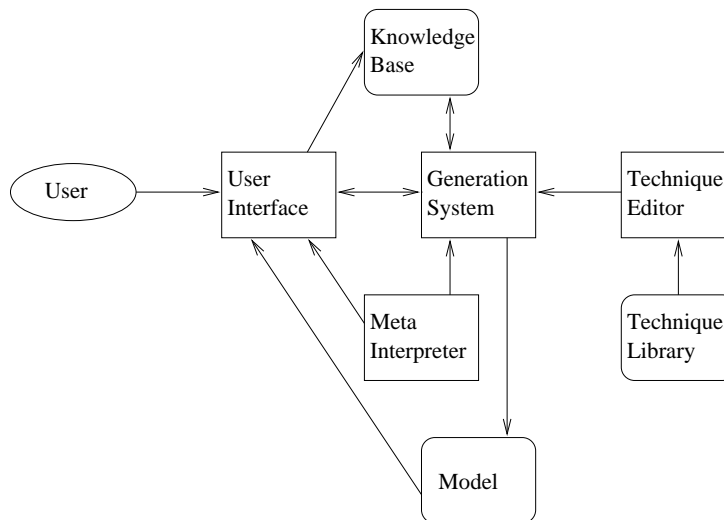 Knowledge
Base
User
User
Interface
Generation
System
Technique
Editor
Meta
Interpreter
Technique
Library
Model